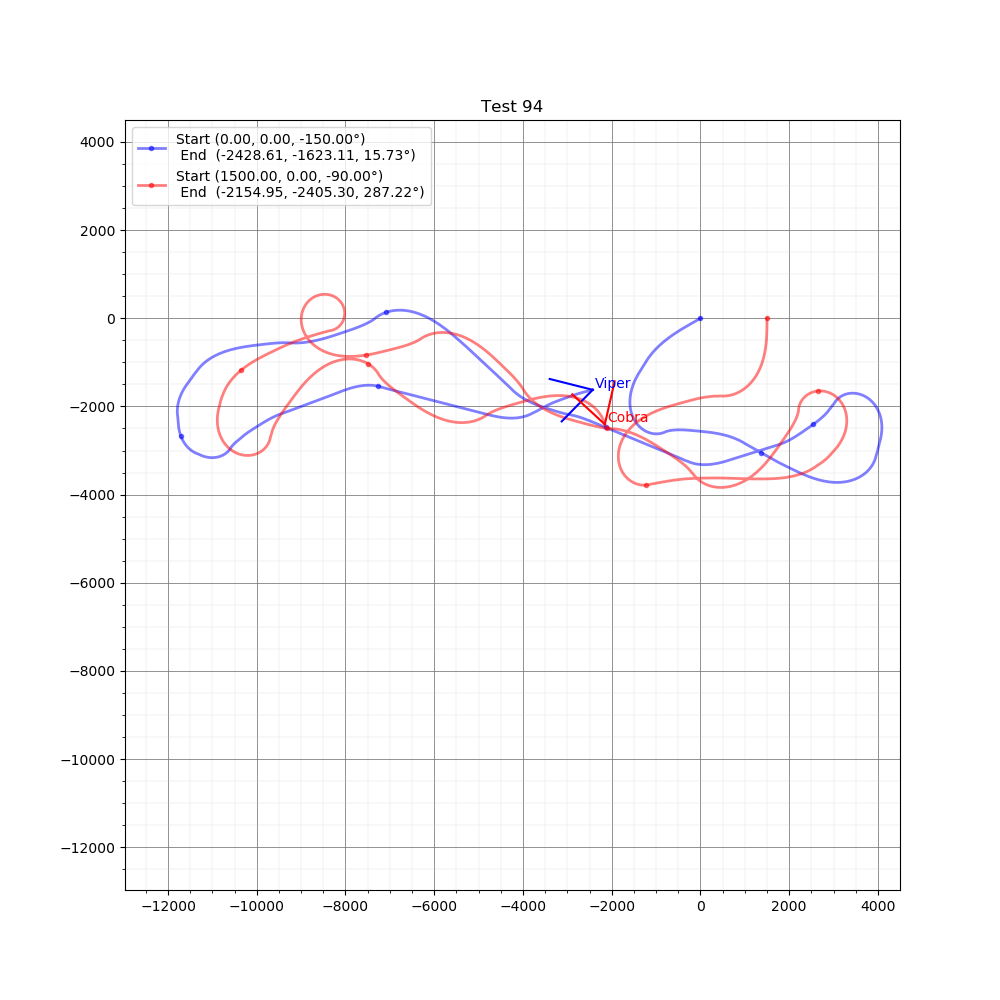 Test 94
Start (0.00, 0.00, -150.00°)
End  (-2428.61, -1623.11, 15.73°)
Start (1500.00, 0.00, -90.00°)
End  (-2154.95, -2405.30, 287.22°)
4000
2000
0
−2000
−4000
−6000
−8000
−10000
−12000
Viper
Cobra
−12000 −10000 −8000 −6000 −4000 −2000 0 2000 4000